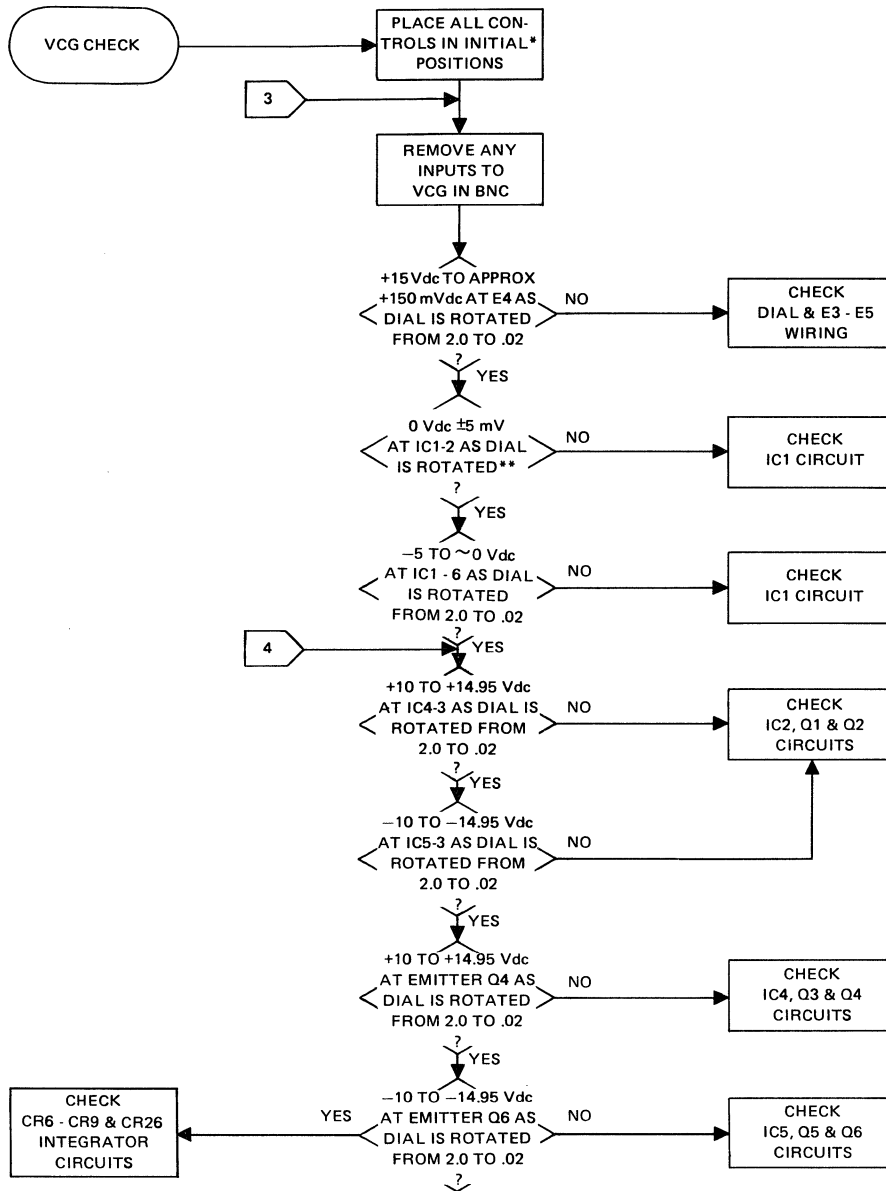 VCG CHECK
PLACE ALL CON-
TROLS IN INITIAL*
POSITIONS
3
REMOVE ANY
INPUTS TO
VCG IN BNC
+15 Vdc TO APPROX
+150 mVdc AT E4 AS
DIAL IS ROTATED
FROM 2.0 TO .02
?
NO
CHECK
DIAL & E3 - E5
WIRING
YES
0 Vdc ±5 mV
AT IC1-2 AS DIAL
IS ROTATED**
?
NO
CHECK
IC1 CIRCUIT
YES
−5 TO ~0 Vdc
AT IC1 - 6 AS DIAL
IS ROTATED
FROM 2.0 TO .02
?
NO
CHECK
IC1 CIRCUIT
YES
4
+10 TO +14.95 Vdc
AT IC4-3 AS DIAL IS
ROTATED FROM
2.0 TO .02
?
NO
CHECK
IC2, Q1 & Q2
CIRCUITS
YES
−10 TO −14.95 Vdc
AT IC5-3 AS DIAL IS
ROTATED FROM
2.0 TO .02
?
NO
YES
+10 TO +14.95 Vdc
AT EMITTER Q4 AS
DIAL IS ROTATED
FROM 2.0 TO .02
?
NO
CHECK
IC4, Q3 & Q4
CIRCUITS
YES
−10 TO −14.95 Vdc
AT EMITTER Q6 AS
DIAL IS ROTATED
FROM 2.0 TO .02
?
YES
CHECK
CR6 - CR9 & CR26
INTEGRATOR
CIRCUITS
NO
CHECK
IC5, Q5 & Q6
CIRCUITS